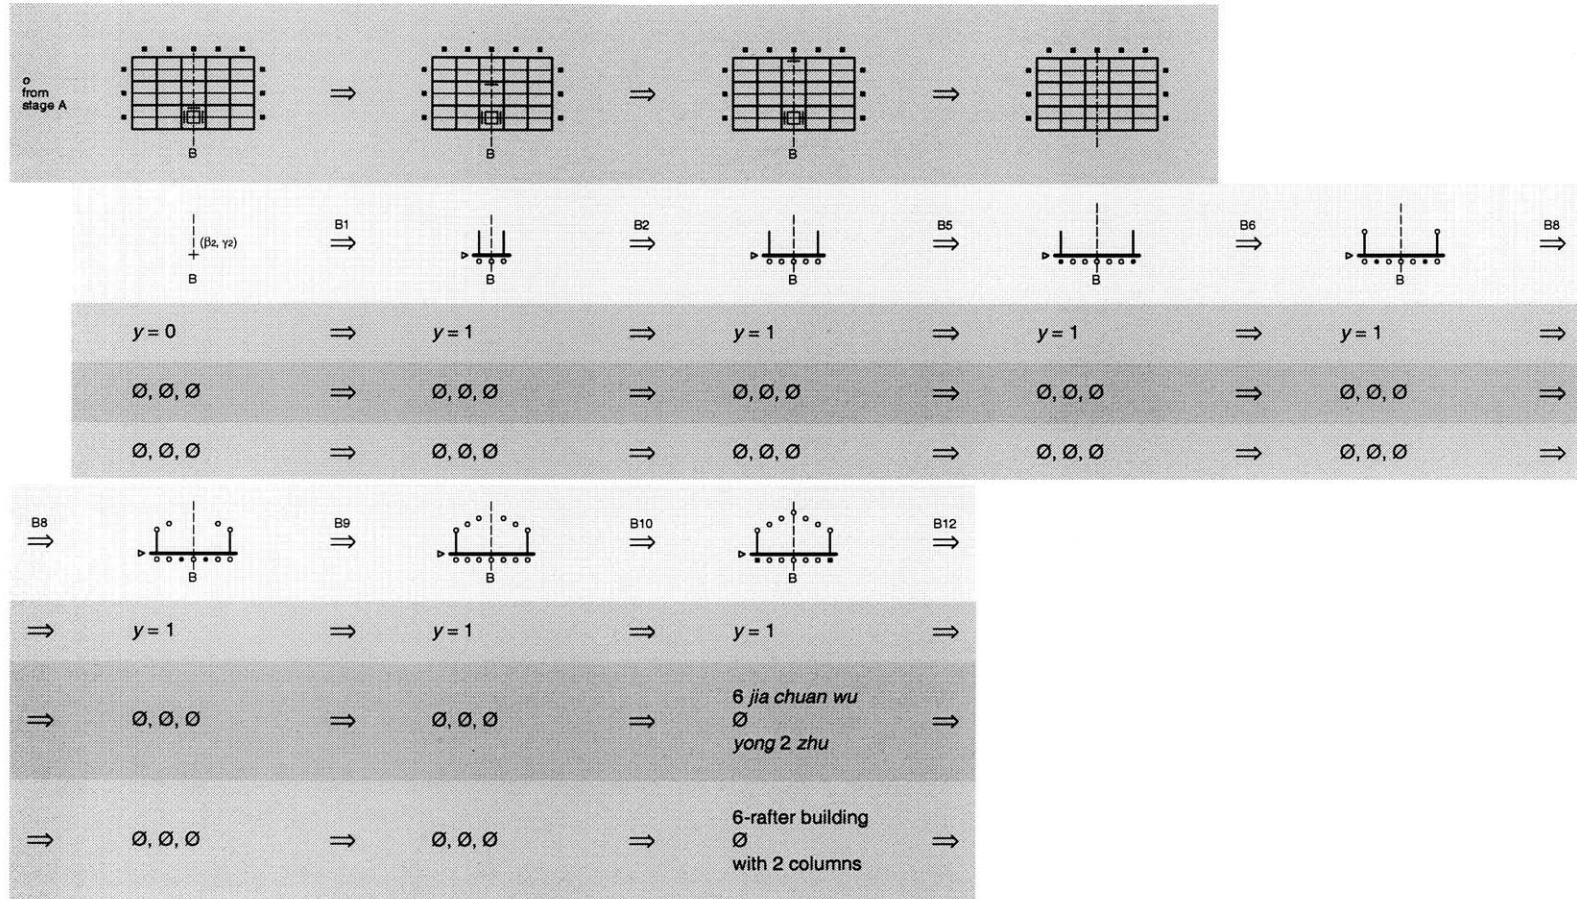 o
from
stage A
⇒ ⇒ ⇒
B B B
(β2, γ2) B1 ⇒ B2 ⇒ B5 ⇒ B6 ⇒ B8 ⇒
B B B B B
y = 0 ⇒ y = 1 ⇒ y = 1 ⇒ y = 1 ⇒ y = 1 ⇒
Ø, Ø, Ø ⇒ Ø, Ø, Ø ⇒ Ø, Ø, Ø ⇒ Ø, Ø, Ø ⇒ Ø, Ø, Ø ⇒
Ø, Ø, Ø ⇒ Ø, Ø, Ø ⇒ Ø, Ø, Ø ⇒ Ø, Ø, Ø ⇒ Ø, Ø, Ø ⇒
B8 ⇒ B9 ⇒ B10 ⇒ B12 ⇒
B B B
⇒ y = 1 ⇒ y = 1 ⇒ y = 1 ⇒
6 jia chuan wu
⇒ Ø, Ø, Ø ⇒ Ø, Ø, Ø ⇒ Ø ⇒
yong 2 zhu
6-rafter building
⇒ Ø, Ø, Ø ⇒ Ø, Ø, Ø ⇒ Ø ⇒
with 2 columns